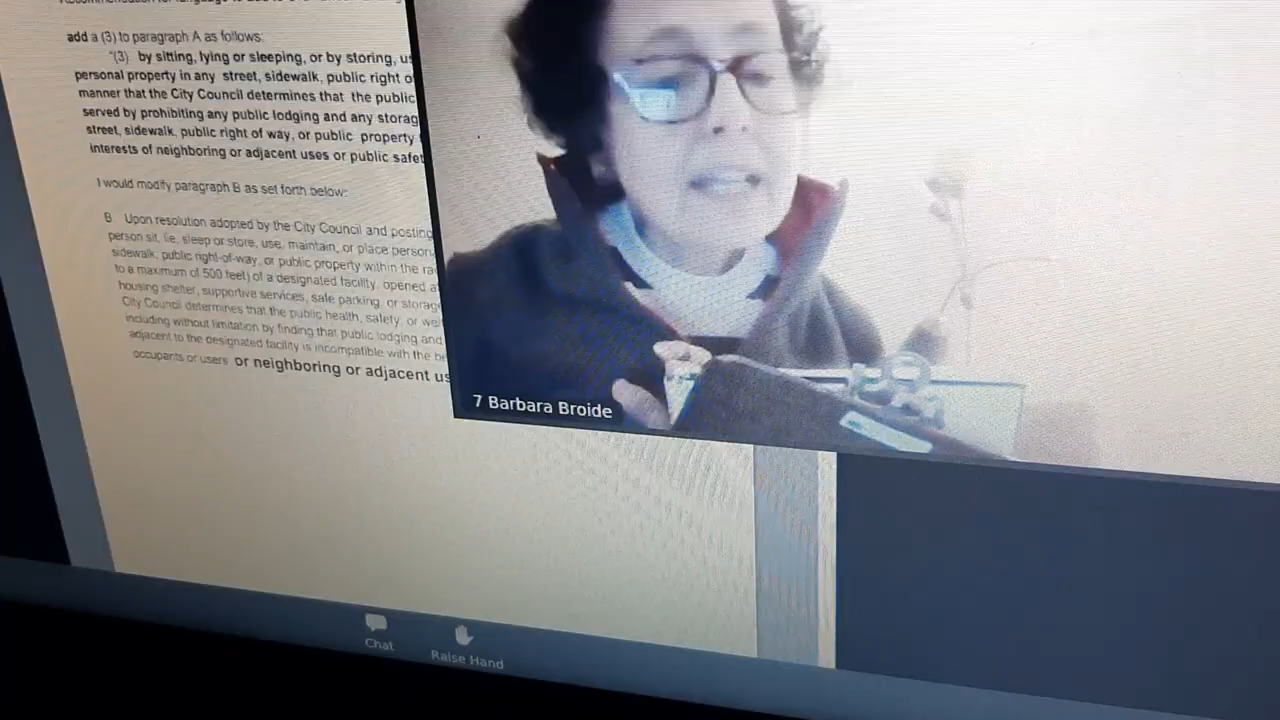 add a (3) to paragraph A as follows:
"(3) by sitting, lying or sleeping, or by storing, us
personal property in any street, sidewalk, public right o
manner that the City Council determines that the public
served by prohibiting any public lodging and any storag
street, sidewalk, public right of way, or public property
interests of neighboring or adjacent uses or public safet
I would modify paragraph B as set forth below:
B Upon resolution adopted by the City Council and posting
person sit, lie, sleep or store, use, maintain, or place person
sidewalk, public right-of-way, or public property within the ra
to a maximum of 500 feet) of a designated facility, opened a
housing shelter, supportive services, safe parking, or storag
City Council determines that the public health, safety, or wel
including without limitation by finding that public lodging and
adjacent to the designated facility is incompatible with the be
occupants or users or neighboring or adjacent us
7 Barbara Broide
Chat
Raise Hand